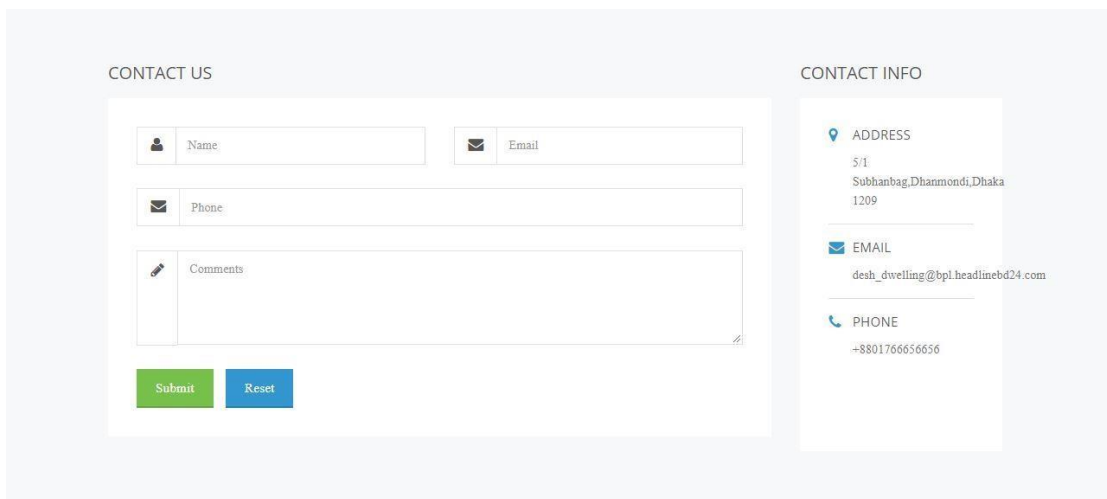 CONTACT US
Name
Email
Phone
Comments
Submit
Reset
CONTACT INFO
ADDRESS
5/1
Subhanbag,Dhanmondi,Dhaka
1209
EMAIL
desh_dwelling@bpl.headlinebd24.com
PHONE
+8801766656656